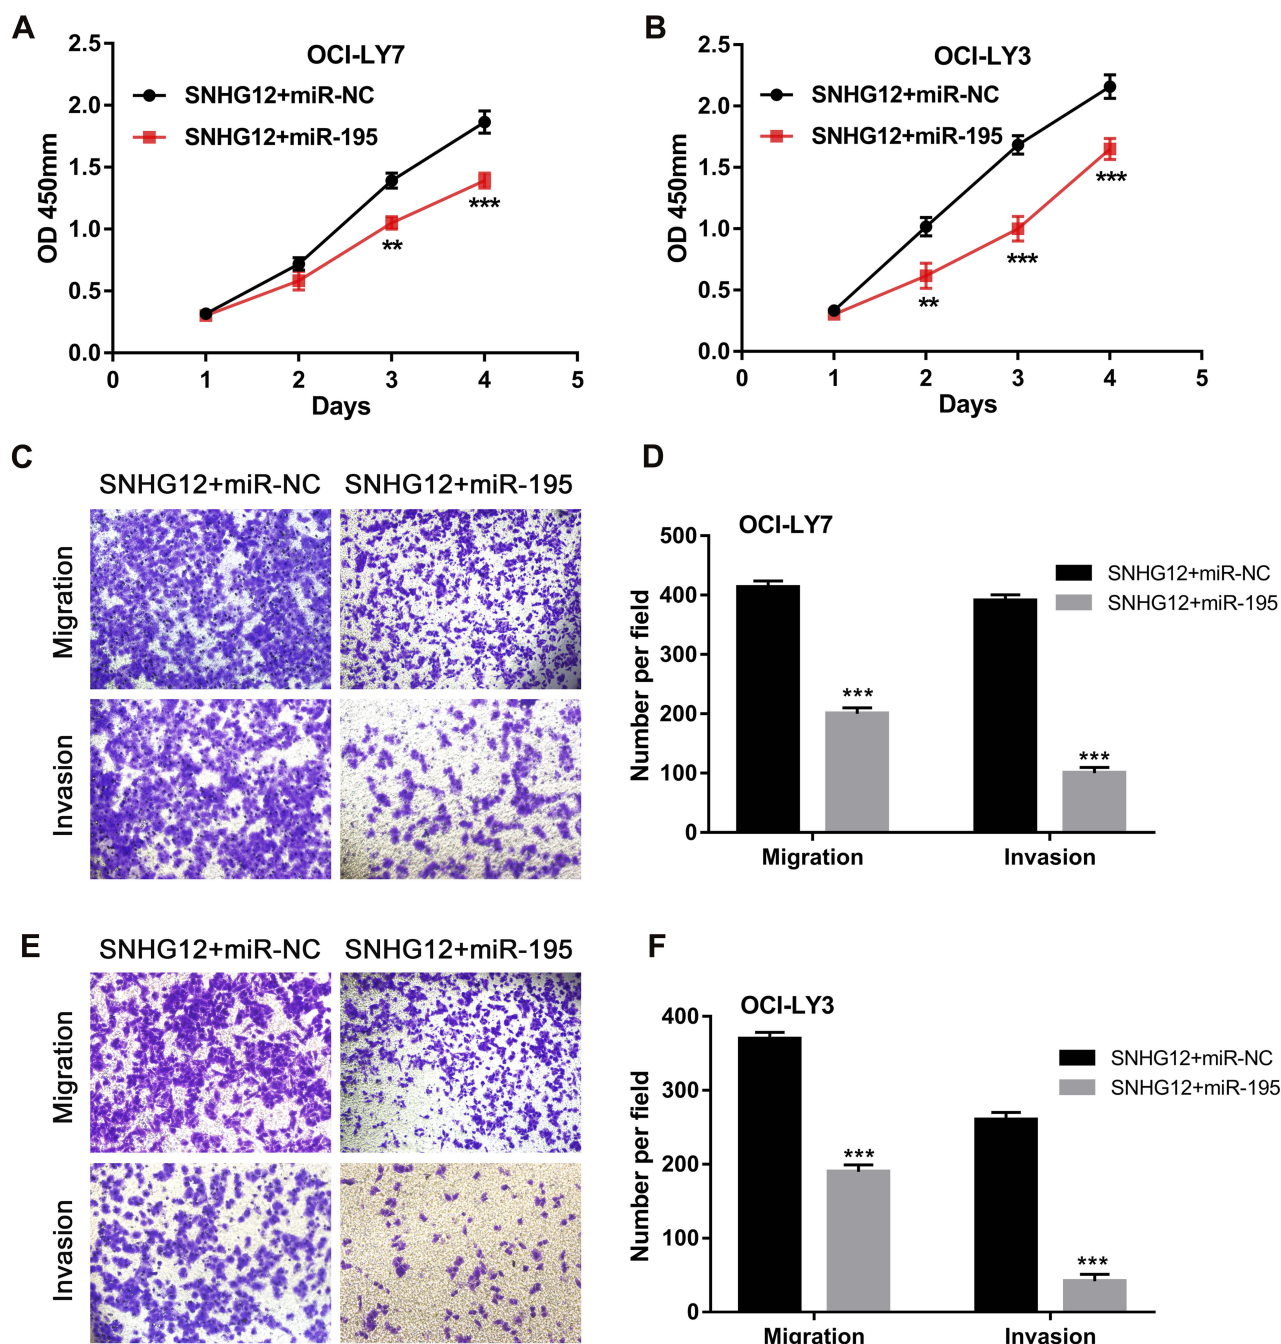 A
OCI-LY7
SNHG12+miR-NC
SNHG12+miR-195
OD 450mm
2.5
2.0
1.5
1.0
0.5
0.0
**
***
0 1 2 3 4 5
Days
B
OCI-LY3
SNHG12+miR-NC
SNHG12+miR-195
OD 450mm
2.5
2.0
1.5
1.0
0.5
0.0
**
***
***
0 1 2 3 4 5
Days
C
SNHG12+miR-NC SNHG12+miR-195
Migration
Invasion
D
OCI-LY7
SNHG12+miR-NC
SNHG12+miR-195
Number per field
500
400
300
200
100
0
***
***
Migration Invasion
E
SNHG12+miR-NC SNHG12+miR-195
Migration
Invasion
F
OCI-LY3
SNHG12+miR-NC
SNHG12+miR-195
Number per field
400
300
200
100
0
***
***
Migration Invasion